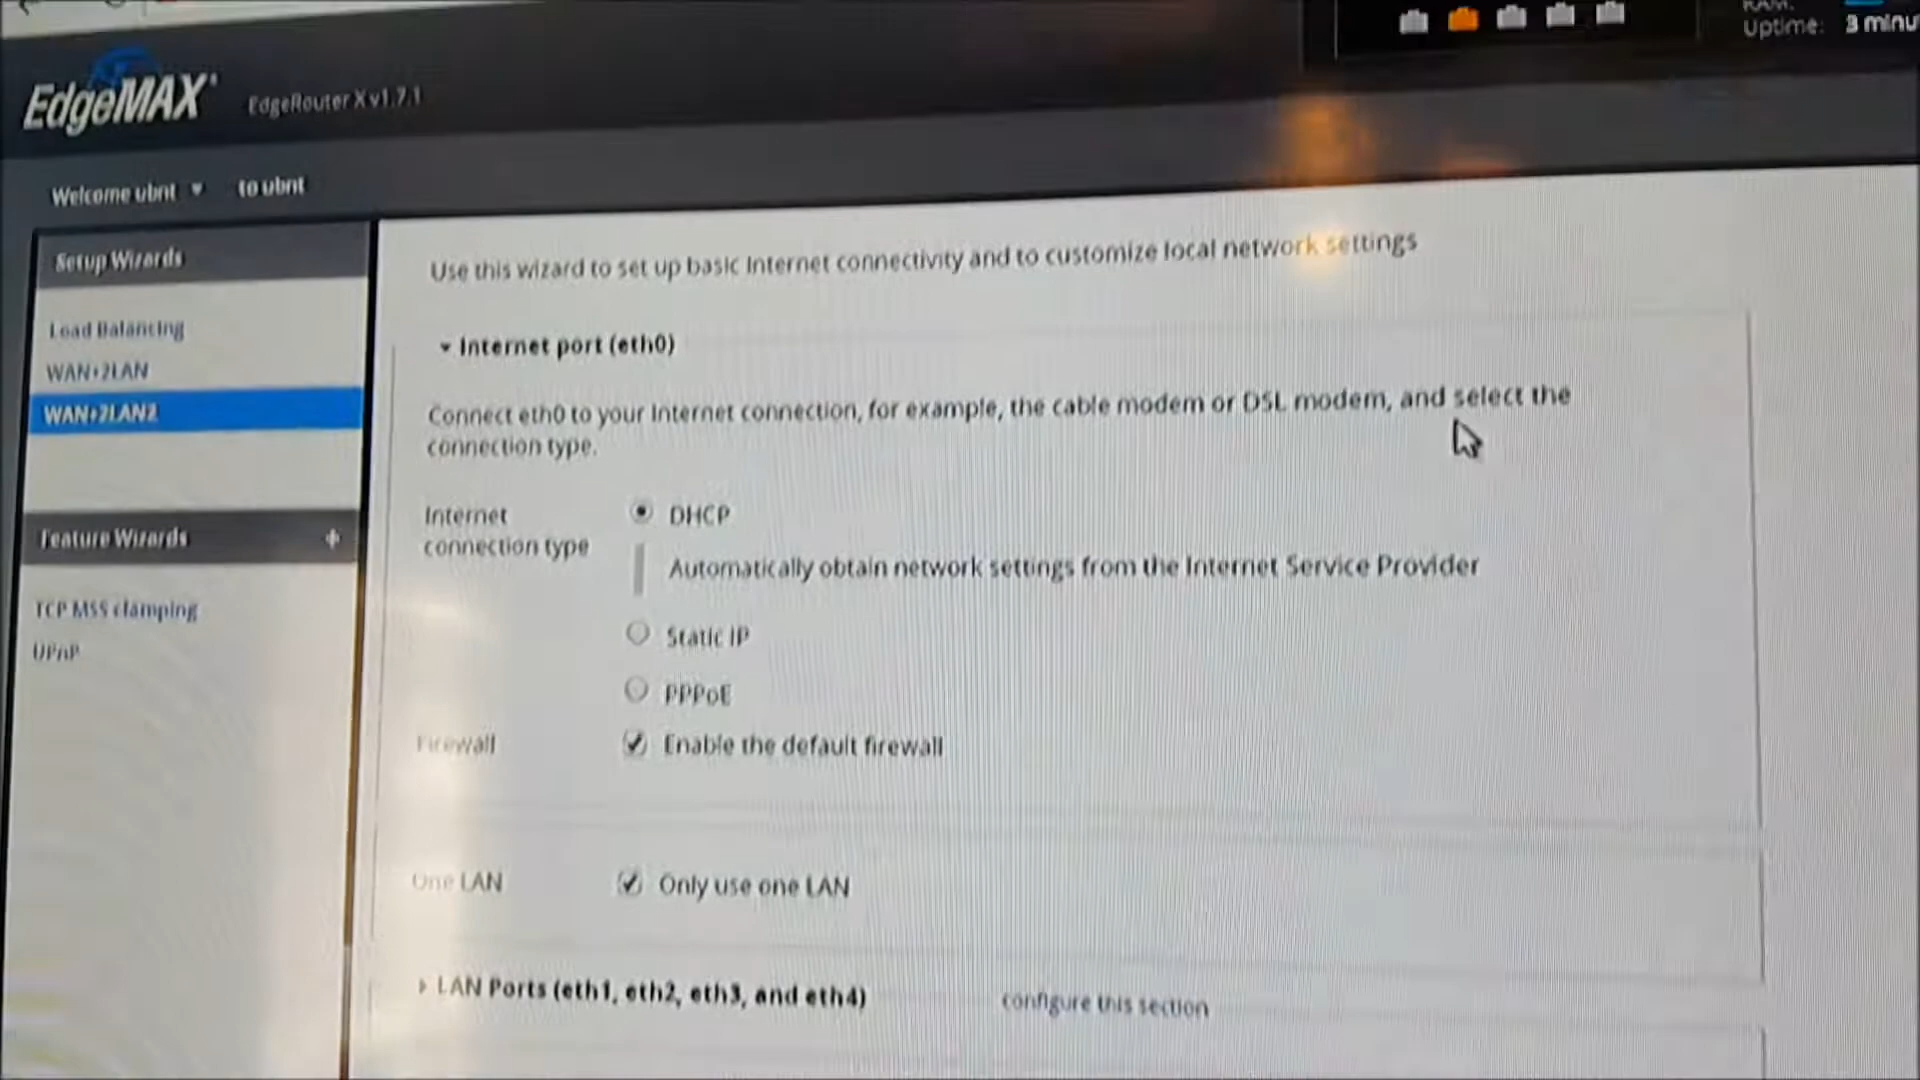 RAM:
Uptime: 3 minu
EdgeMAX
EdgeRouter X v1.7.1
Welcome ubnt to ubnt
Setup Wizards
Load Balancing
WAN+2LAN
WAN+2LAN2
Feature Wizards +
TCP MSS clamping
UPnP
Use this wizard to set up basic Internet connectivity and to customize local network settings
Internet port (eth0)
Connect eth0 to your Internet connection, for example, the cable modem or DSL modem, and select the
connection type.
Internet
connection type
DHCP
Automatically obtain network settings from the Internet Service Provider
Static IP
PPPoE
Firewall
Enable the default firewall
One LAN
Only use one LAN
LAN Ports (eth1, eth2, eth3, and eth4)
configure this section